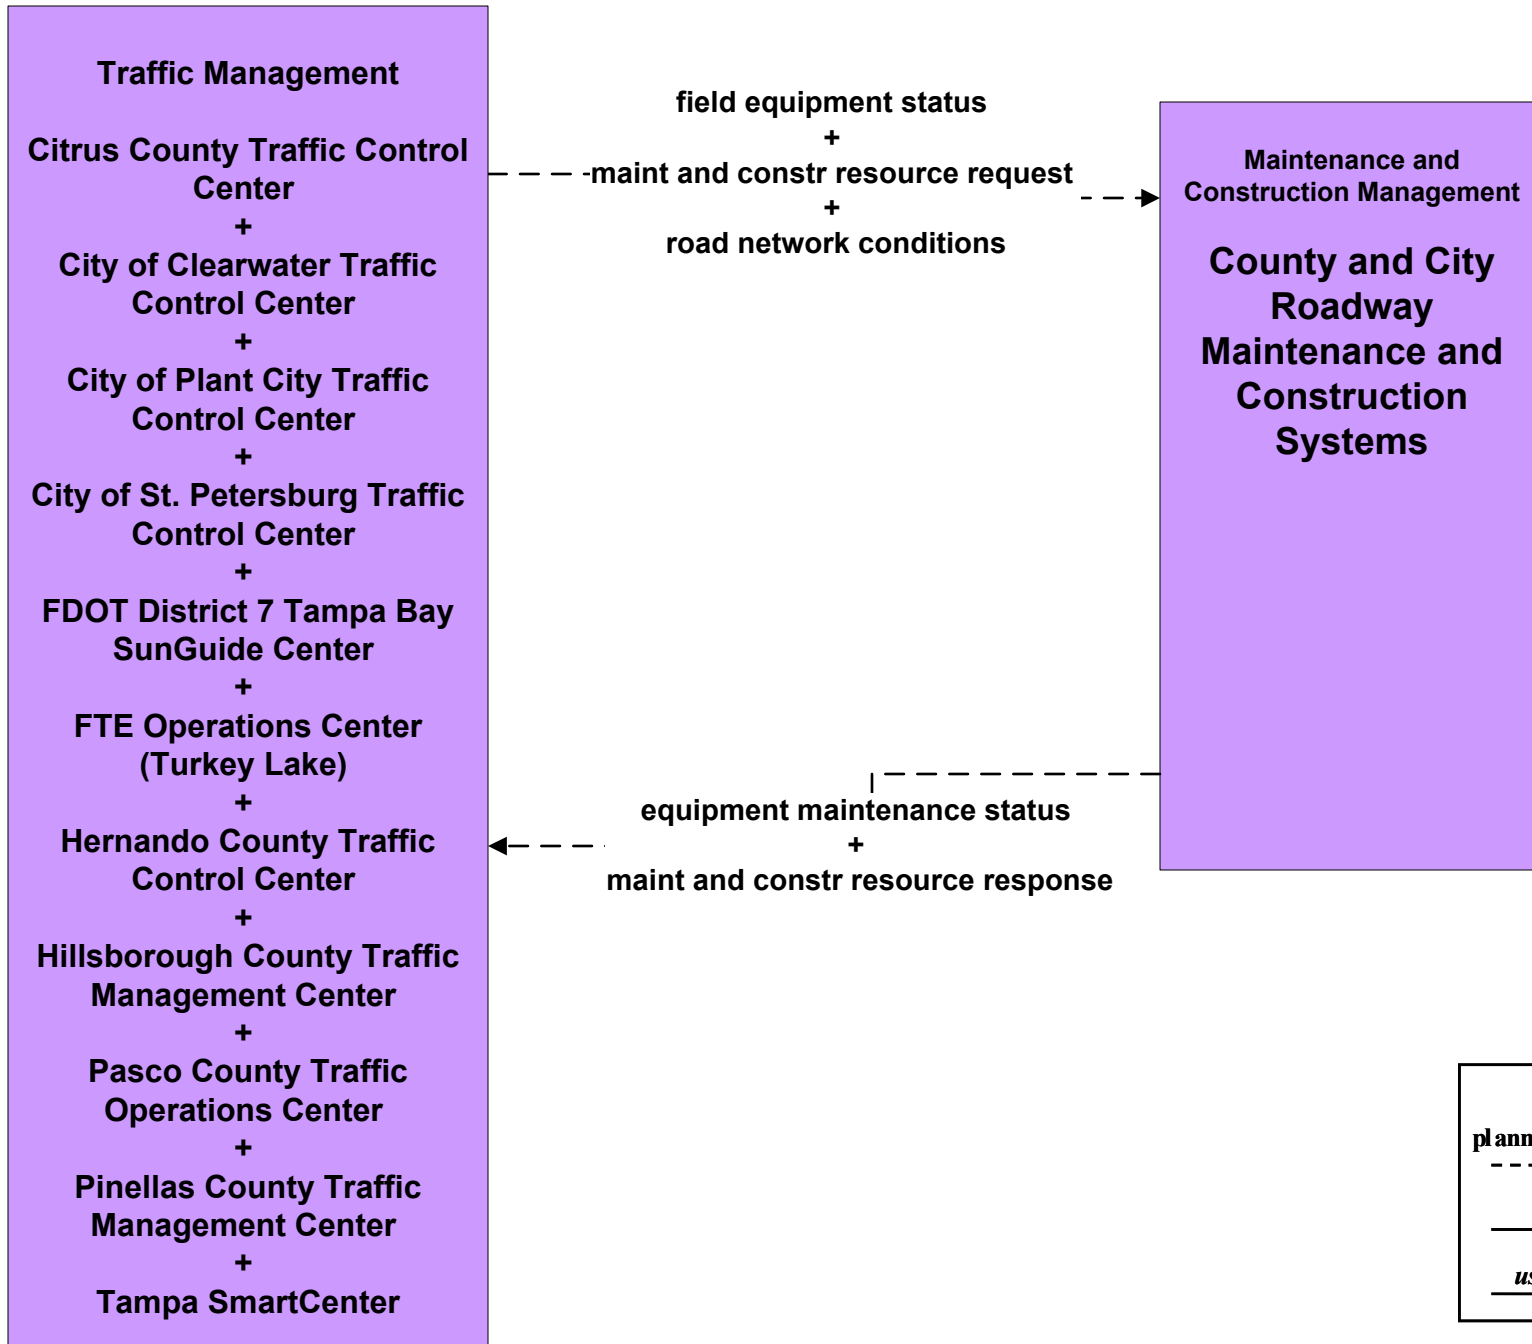 Traffic Management
Citrus County Traffic Control
Center
+
City of Clearwater Traffic
Control Center
+
City of Plant City Traffic
Control Center
+
City of St. Petersburg Traffic
Control Center
+
FDOT District 7 Tampa Bay
SunGuide Center
+
FTE Operations Center
(Turkey Lake)
+
Hernando County Traffic
Control Center
+
Hillsborough County Traffic
Management Center
+
Pasco County Traffic
Operations Center
+
Pinellas County Traffic
Management Center
+
Tampa SmartCenter
field equipment status
+
maint and constr resource request
+
road network conditions
equipment maintenance status
+
maint and constr resource response
Maintenance and
Construction Management
County and City
Roadway
Maintenance and
Construction
Systems